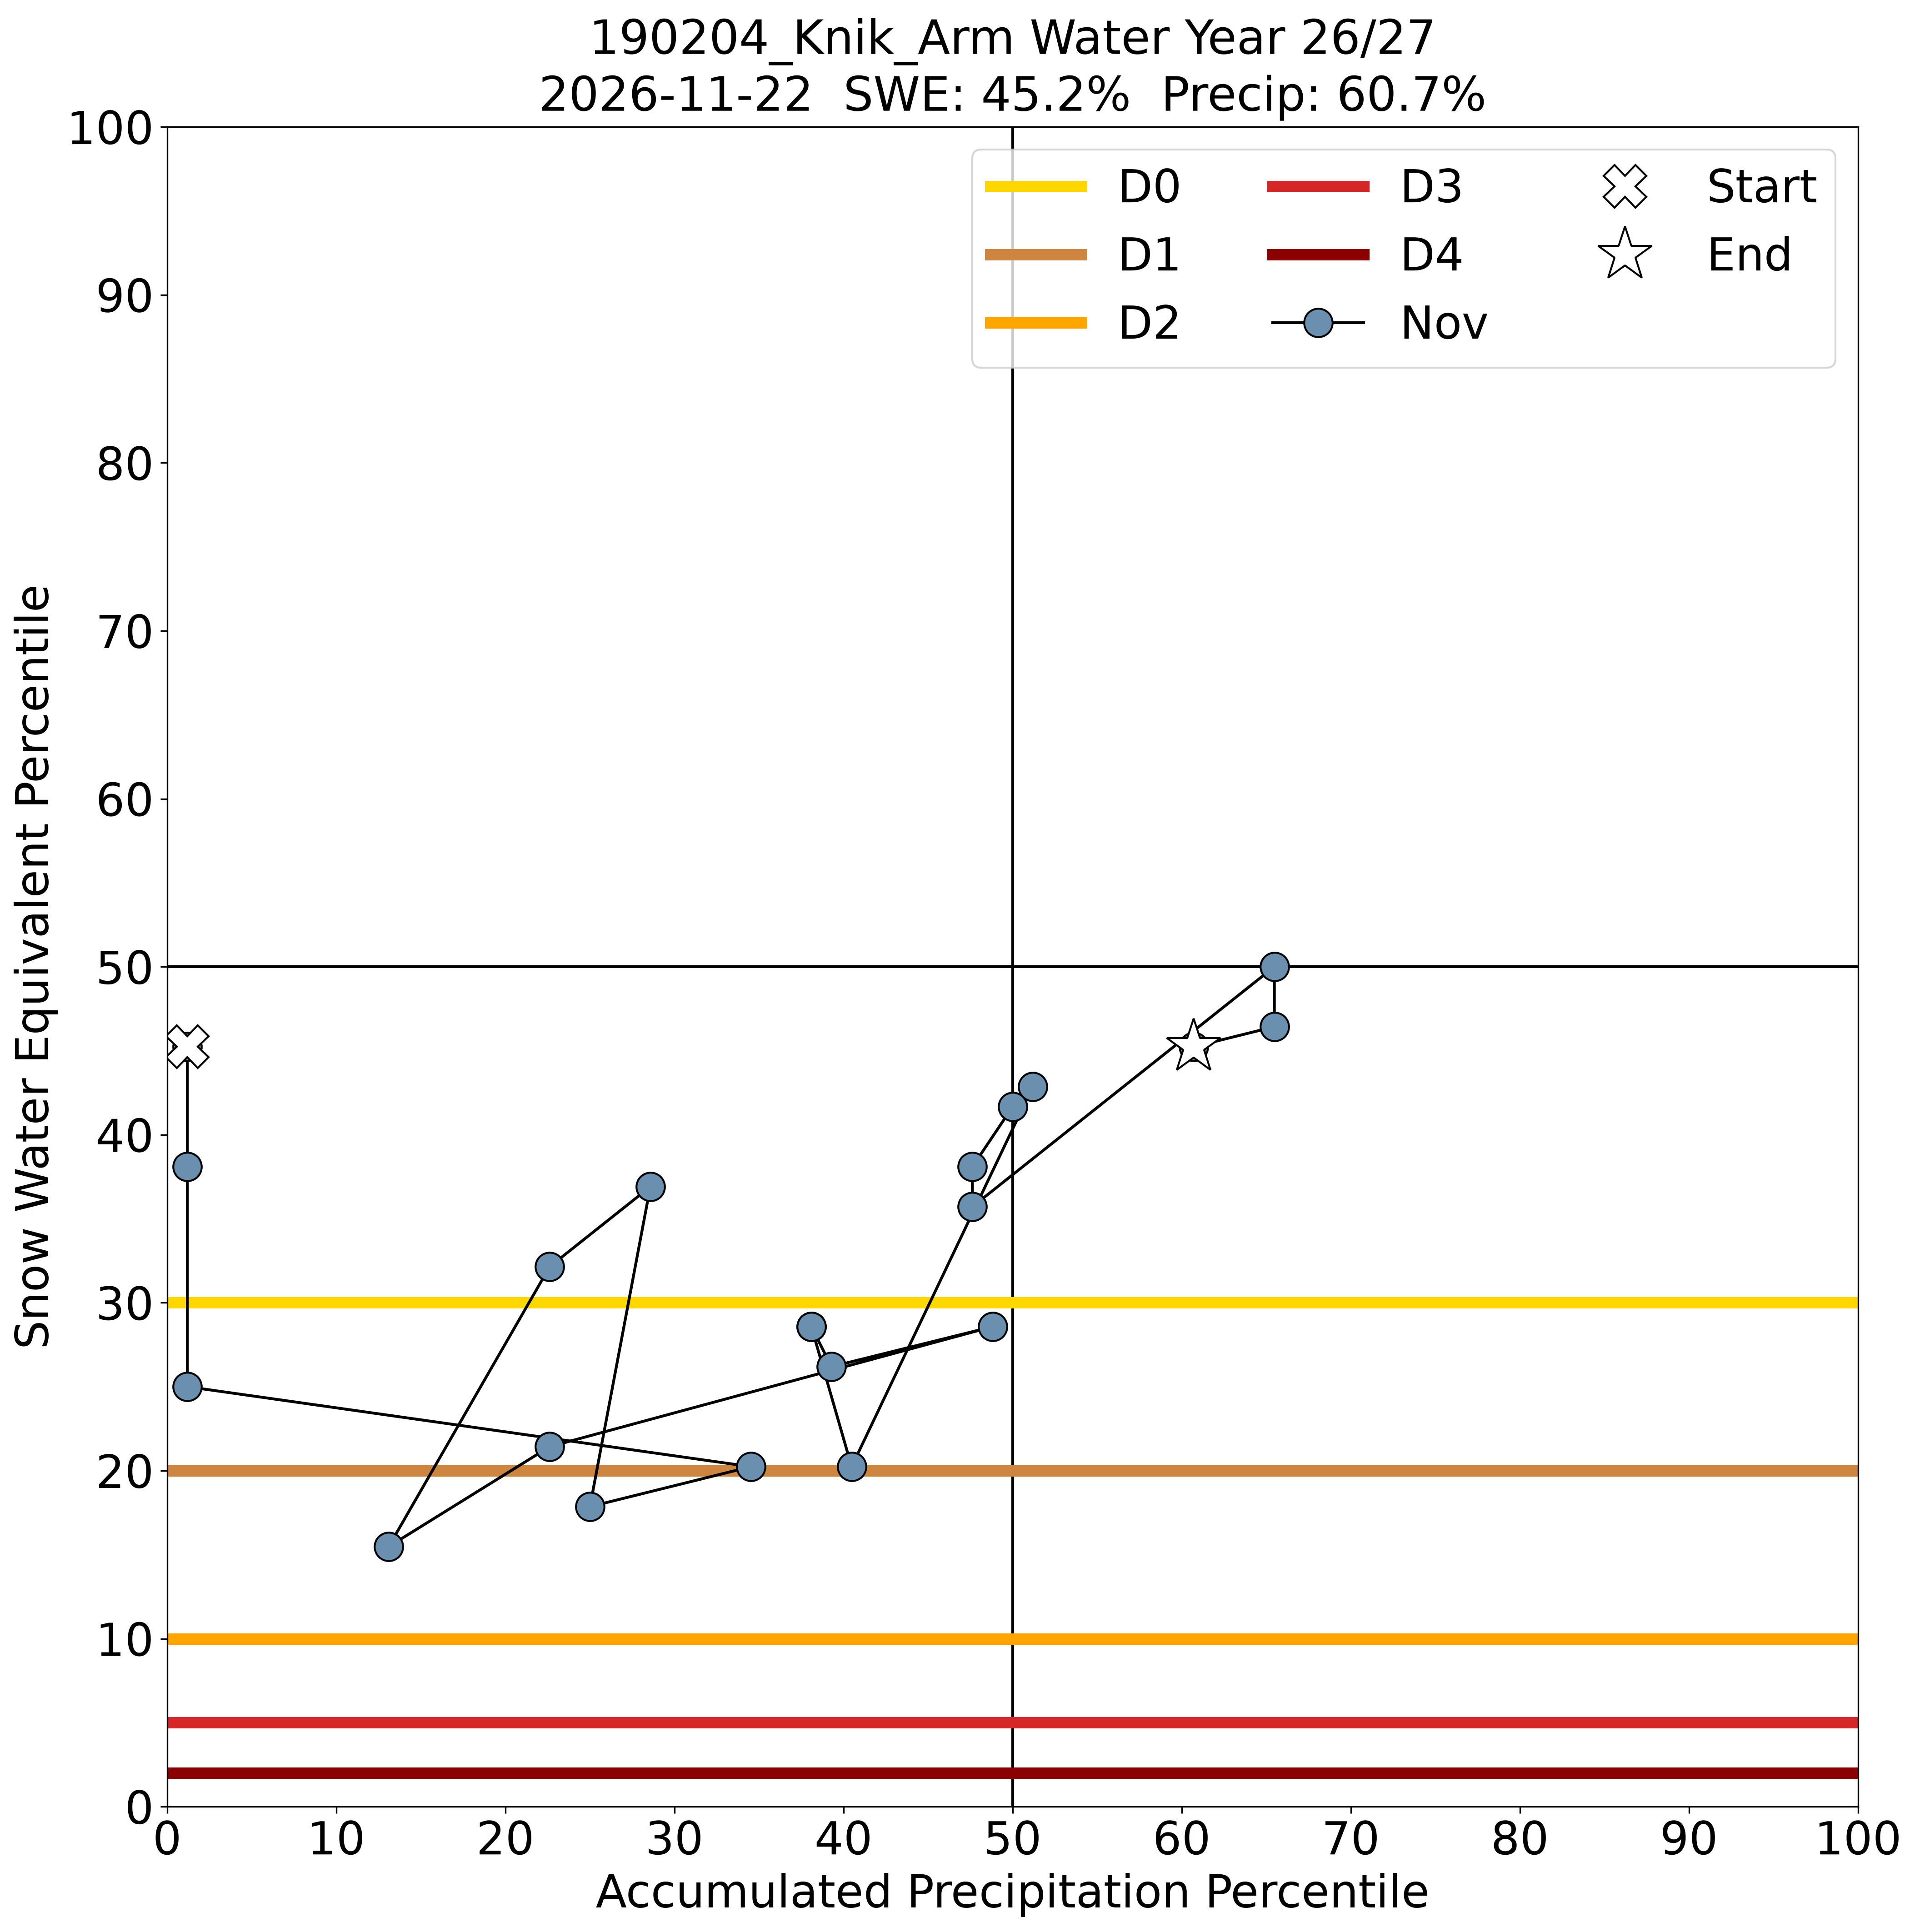 190204_Knik_Arm Water Year 26/27
2026-11-22 SWE: 45.2% Precip: 60.7%
D0
D1
D2
D3
D4
Nov
Start
End
Snow Water Equivalent Percentile
100
90
80
70
60
50
40
30
20
10
0
0 10 20 30 40 50 60 70 80 90 100
Accumulated Precipitation Percentile